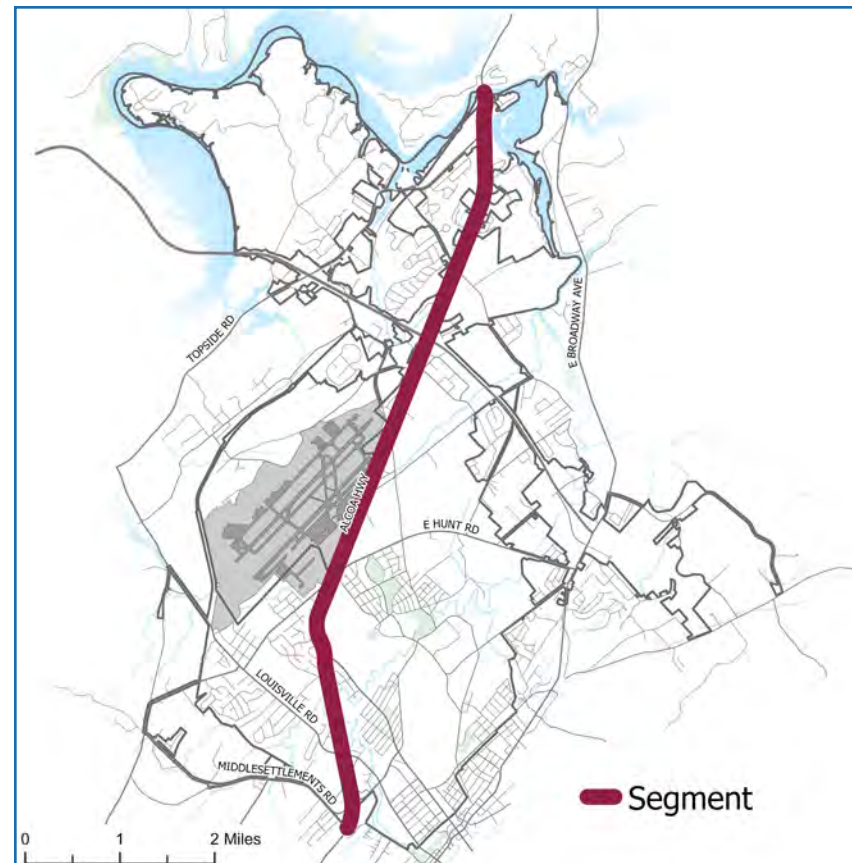 TOPSIDE RD
E BROADWAY AVE
ALCOA HWY
E HUNT RD
LOUISVILLE RD
MIDDLESETTLEMENTS RD
Segment
0 1 2 Miles